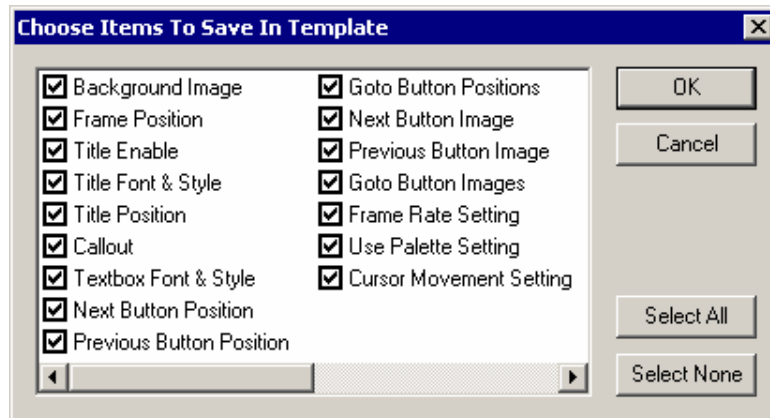 Choose Items To Save In Template
Background Image
Frame Position
Title Enable
Title Font & Style
Title Position
Callout
Textbox Font & Style
Next Button Position
Previous Button Position
Goto Button Positions
Next Button Image
Previous Button Image
Goto Button Images
Frame Rate Setting
Use Palette Setting
Cursor Movement Setting
OK
Cancel
Select All
Select None